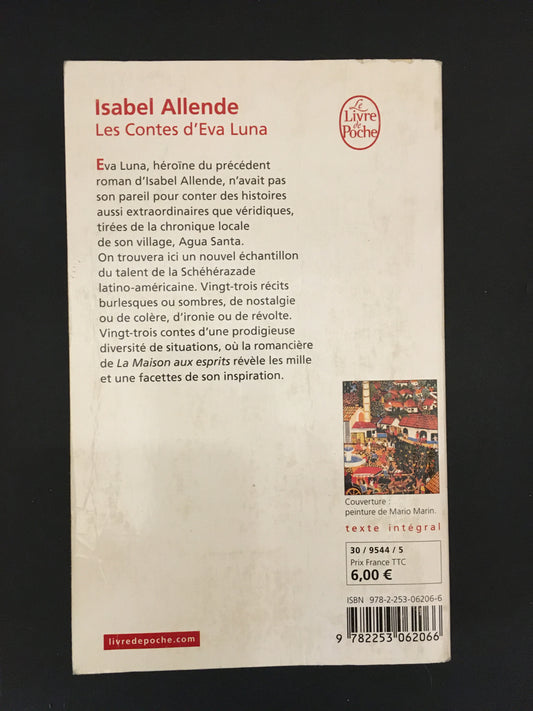 Isabel Allende
Les Contes d'Eva Luna
Le
Livre
de
Poche
Eva Luna, héroïne du précédent
roman d'Isabel Allende, n'avait pas
son pareil pour conter des histoires
aussi extraordinaires que véridiques,
tirées de la chronique locale
de son village, Agua Santa.
On trouvera ici un nouvel échantillon
du talent de la Schéhérazade
latino-américaine. Vingt-trois récits
burlesques ou sombres, de nostalgie
ou de colère, d'ironie ou de révolte.
Vingt-trois contes d'une prodigieuse
diversité de situations, où la romancière
de La Maison aux esprits révèle les mille
et une facettes de son inspiration.
Couverture :
peinture de Mario Marin.
texte intégral
30 / 9544 / 5
Prix France TTC
6,00 €
ISBN 978-2-253-06206-6
9 782253 062066
livredepoche.com